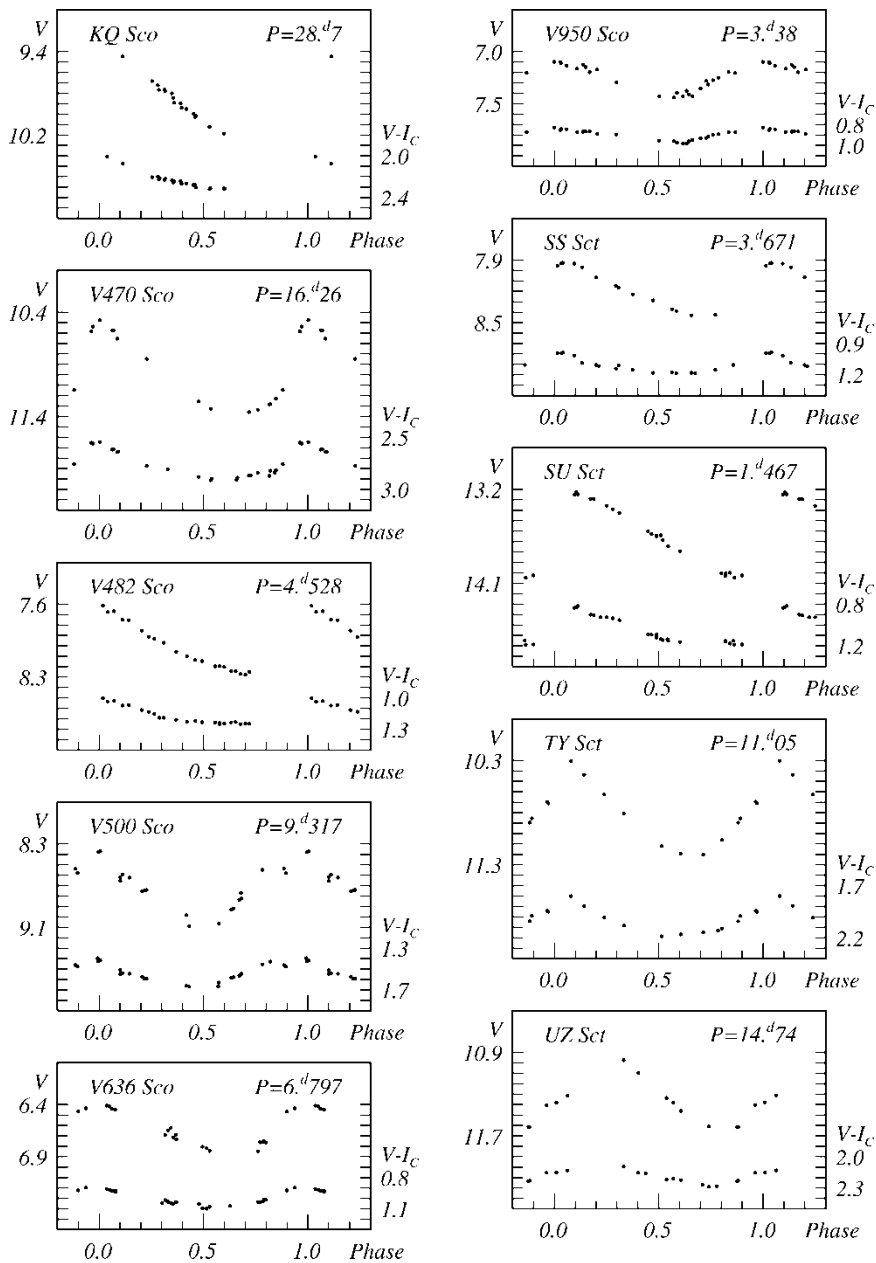 V KQ Sco P=28.ᵈ7
9.4
10.2
V-I_C
2.0
2.4
0.0 0.5 1.0 Phase
V V470 Sco P=16.ᵈ26
10.4
11.4
V-I_C
2.5
3.0
0.0 0.5 1.0 Phase
V V482 Sco P=4.ᵈ528
7.6
8.3
V-I_C
1.0
1.3
0.0 0.5 1.0 Phase
V V500 Sco P=9.ᵈ317
8.3
9.1
V-I_C
1.3
1.7
0.0 0.5 1.0 Phase
V V636 Sco P=6.ᵈ797
6.4
6.9
V-I_C
0.8
1.1
0.0 0.5 1.0 Phase
V V950 Sco P=3.ᵈ38
7.0
7.5
V-I_C
0.8
1.0
0.0 0.5 1.0 Phase
V SS Sct P=3.ᵈ671
7.9
8.5
V-I_C
0.9
1.2
0.0 0.5 1.0 Phase
V SU Sct P=1.ᵈ467
13.2
14.1
V-I_C
0.8
1.2
0.0 0.5 1.0 Phase
V TY Sct P=11.ᵈ05
10.3
11.3
V-I_C
1.7
2.2
0.0 0.5 1.0 Phase
V UZ Sct P=14.ᵈ74
10.9
11.7
V-I_C
2.0
2.3
0.0 0.5 1.0 Phase